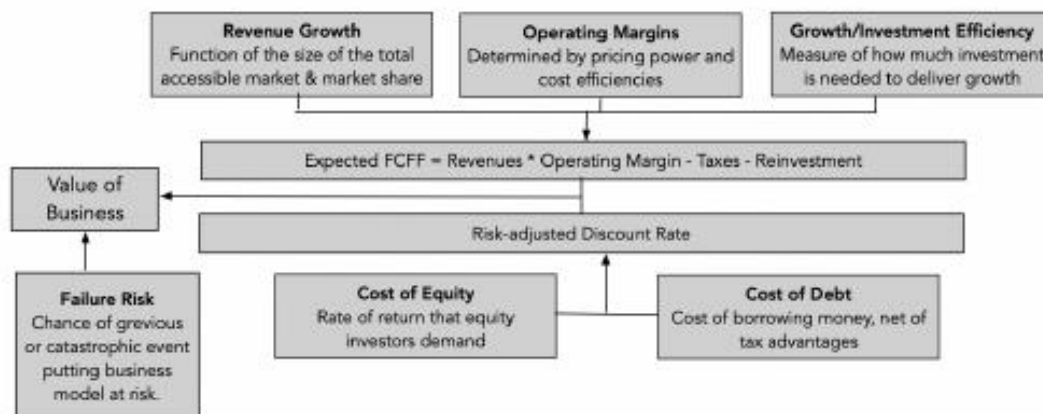 Revenue Growth
Function of the size of the total
accessible market & market share
Operating Margins
Determined by pricing power and
cost efficiencies
Growth/Investment Efficiency
Measure of how much investment
is needed to deliver growth
Expected FCFF = Revenues * Operating Margin - Taxes - Reinvestment
Value of
Business
Risk-adjusted Discount Rate
Failure Risk
Chance of grevious
or catastrophic event
putting business
model at risk.
Cost of Equity
Rate of return that equity
investors demand
Cost of Debt
Cost of borrowing money, net of
tax advantages